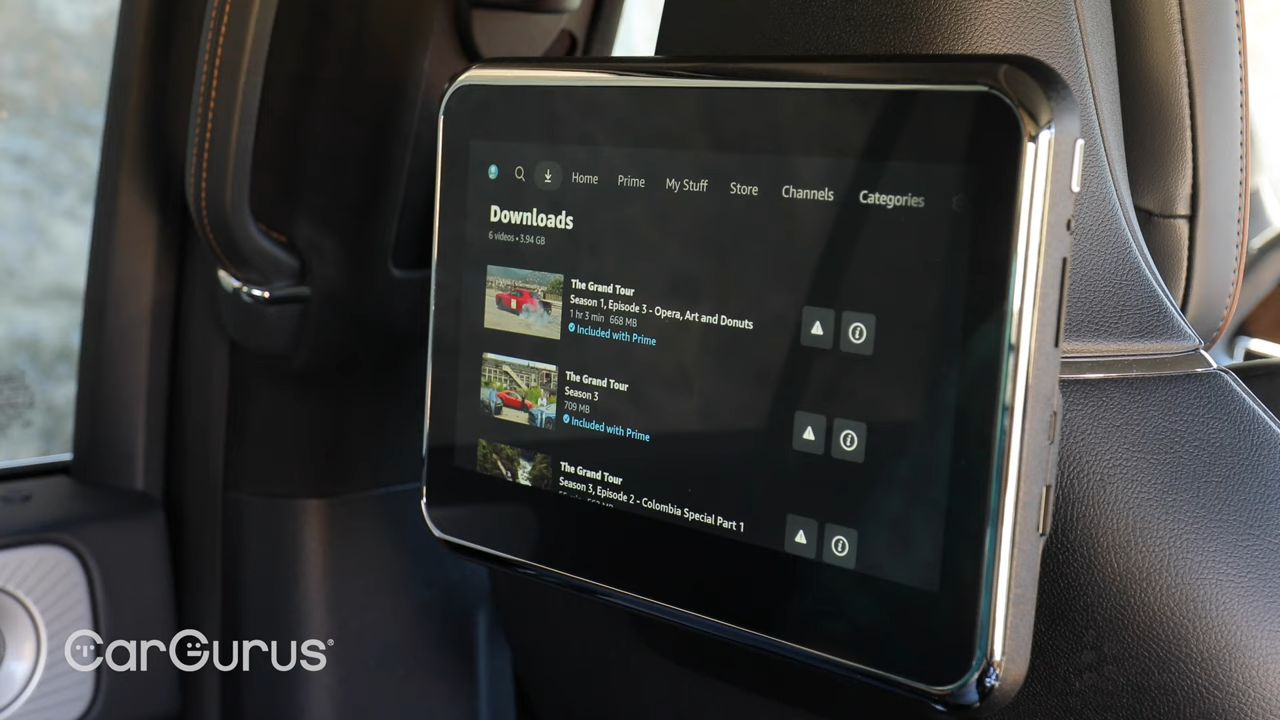 Home Prime My Stuff Store Channels Categories
Downloads
6 videos • 3.94 GB
The Grand Tour
Season 1, Episode 3 - Opera, Art and Donuts
1 hr 3 min 668 MB
Included with Prime
The Grand Tour
Season 3
709 MB
Included with Prime
The Grand Tour
Season 3, Episode 2 - Colombia Special Part 1
CarGurus®